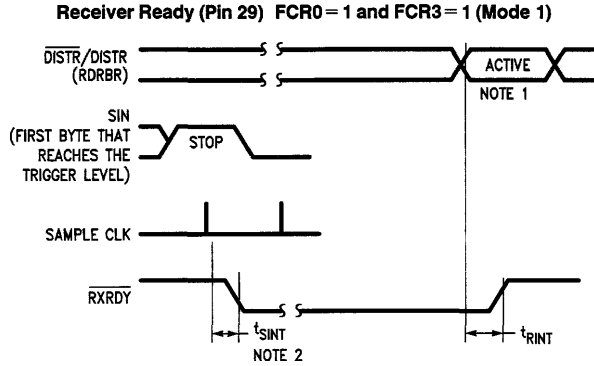 Receiver Ready (Pin 29) FCR0 = 1 and FCR3 = 1 (Mode 1)
DISTR/DISTR
(RDRBR)
ACTIVE
NOTE 1
SIN
(FIRST BYTE THAT
REACHES THE
TRIGGER LEVEL)
STOP
SAMPLE CLK
RXRDY
tSINT
NOTE 2
tRINT